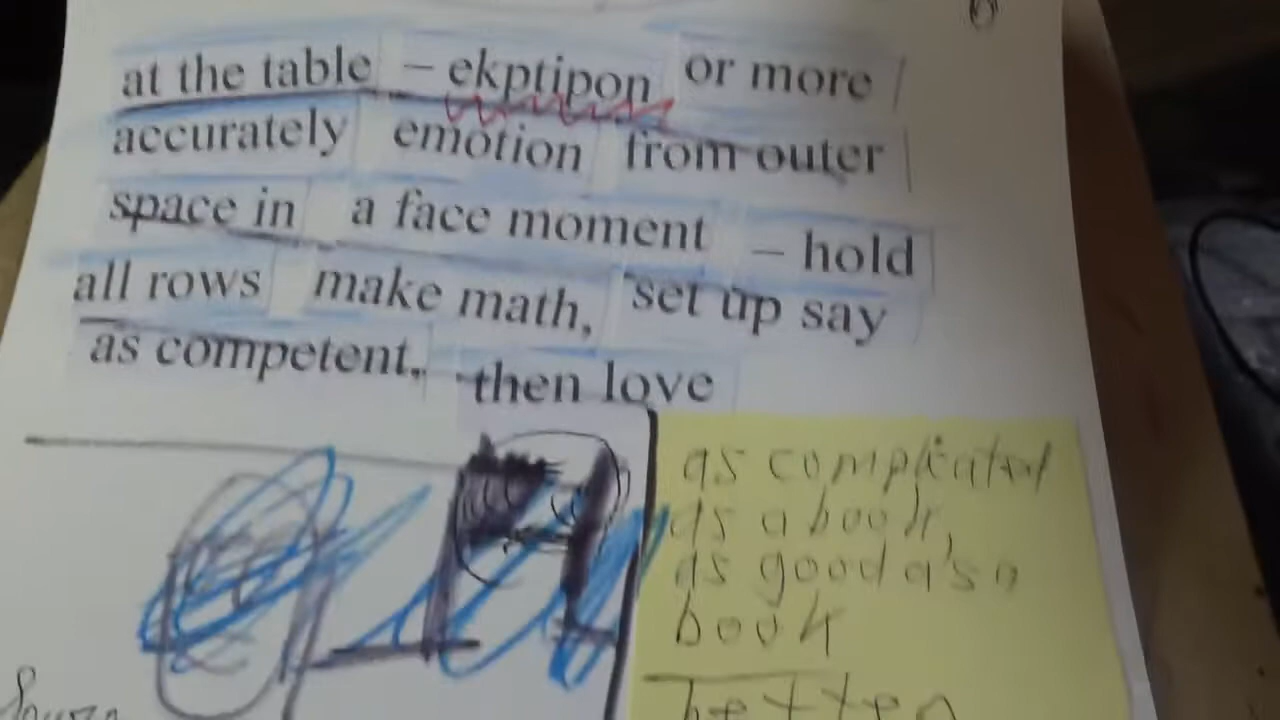 at the table – ekptipon or more
accurately emotion from outer
space in a face moment – hold
all rows make math, set up say
as competent, then love
as complicated
as a book,
as good as a
book
better